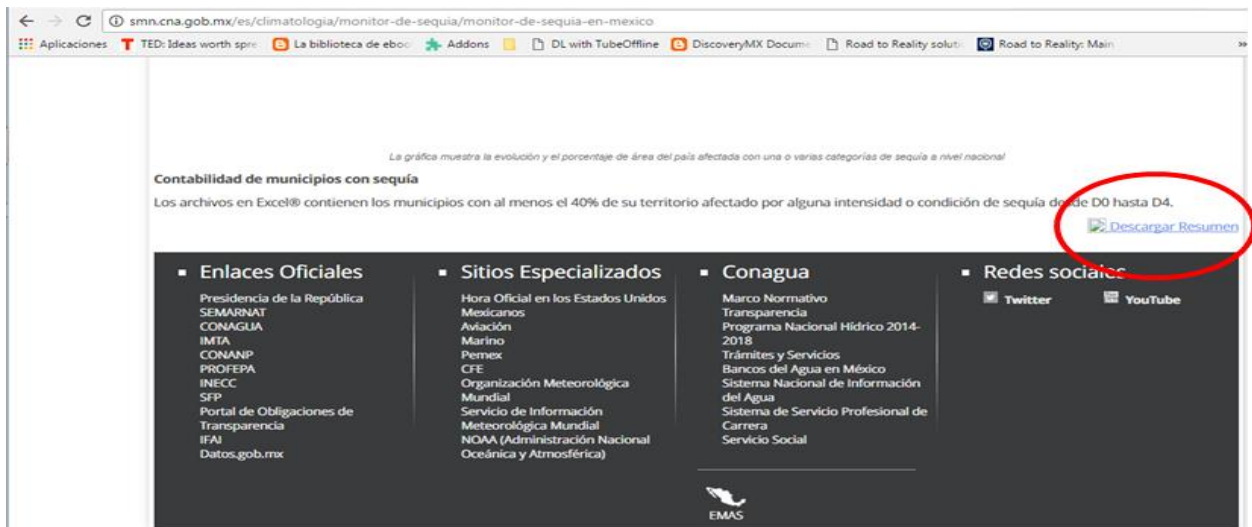 smn.cna.gob.mx/es/climatologia/monitor-de-sequia/monitor-de-sequia-en-mexico
Aplicaciones TED: Ideas worth spre La biblioteca de eboo Addons DL with TubeOffline DiscoveryMX Docume Road to Reality soluti Road to Reality: Main »
La gráfica muestra la evolución y el porcentaje de área del país afectada con una o varias categorías de sequía a nivel nacional
Contabilidad de municipios con sequía
Los archivos en Excel® contienen los municipios con al menos el 40% de su territorio afectado por alguna intensidad o condición de sequía desde D0 hasta D4.
Descargar Resumen
Enlaces Oficiales
Presidencia de la República
SEMARNAT
CONAGUA
IMTA
CONANP
PROFEPA
INECC
SFP
Portal de Obligaciones de
Transparencia
IFAI
Datos.gob.mx
Sitios Especializados
Hora Oficial en los Estados Unidos
Mexicanos
Aviación
Marino
Pemex
CFE
Organización Meteorológica
Mundial
Servicio de Información
Meteorológica Mundial
NOAA (Administración Nacional
Oceánica y Atmosférica)
Conagua
Marco Normativo
Transparencia
Programa Nacional Hídrico 2014-
2018
Trámites y Servicios
Bancos del Agua en México
Sistema Nacional de Información
del Agua
Sistema de Servicio Profesional de
Carrera
Servicio Social
EMAS
Redes sociales
Twitter YouTube